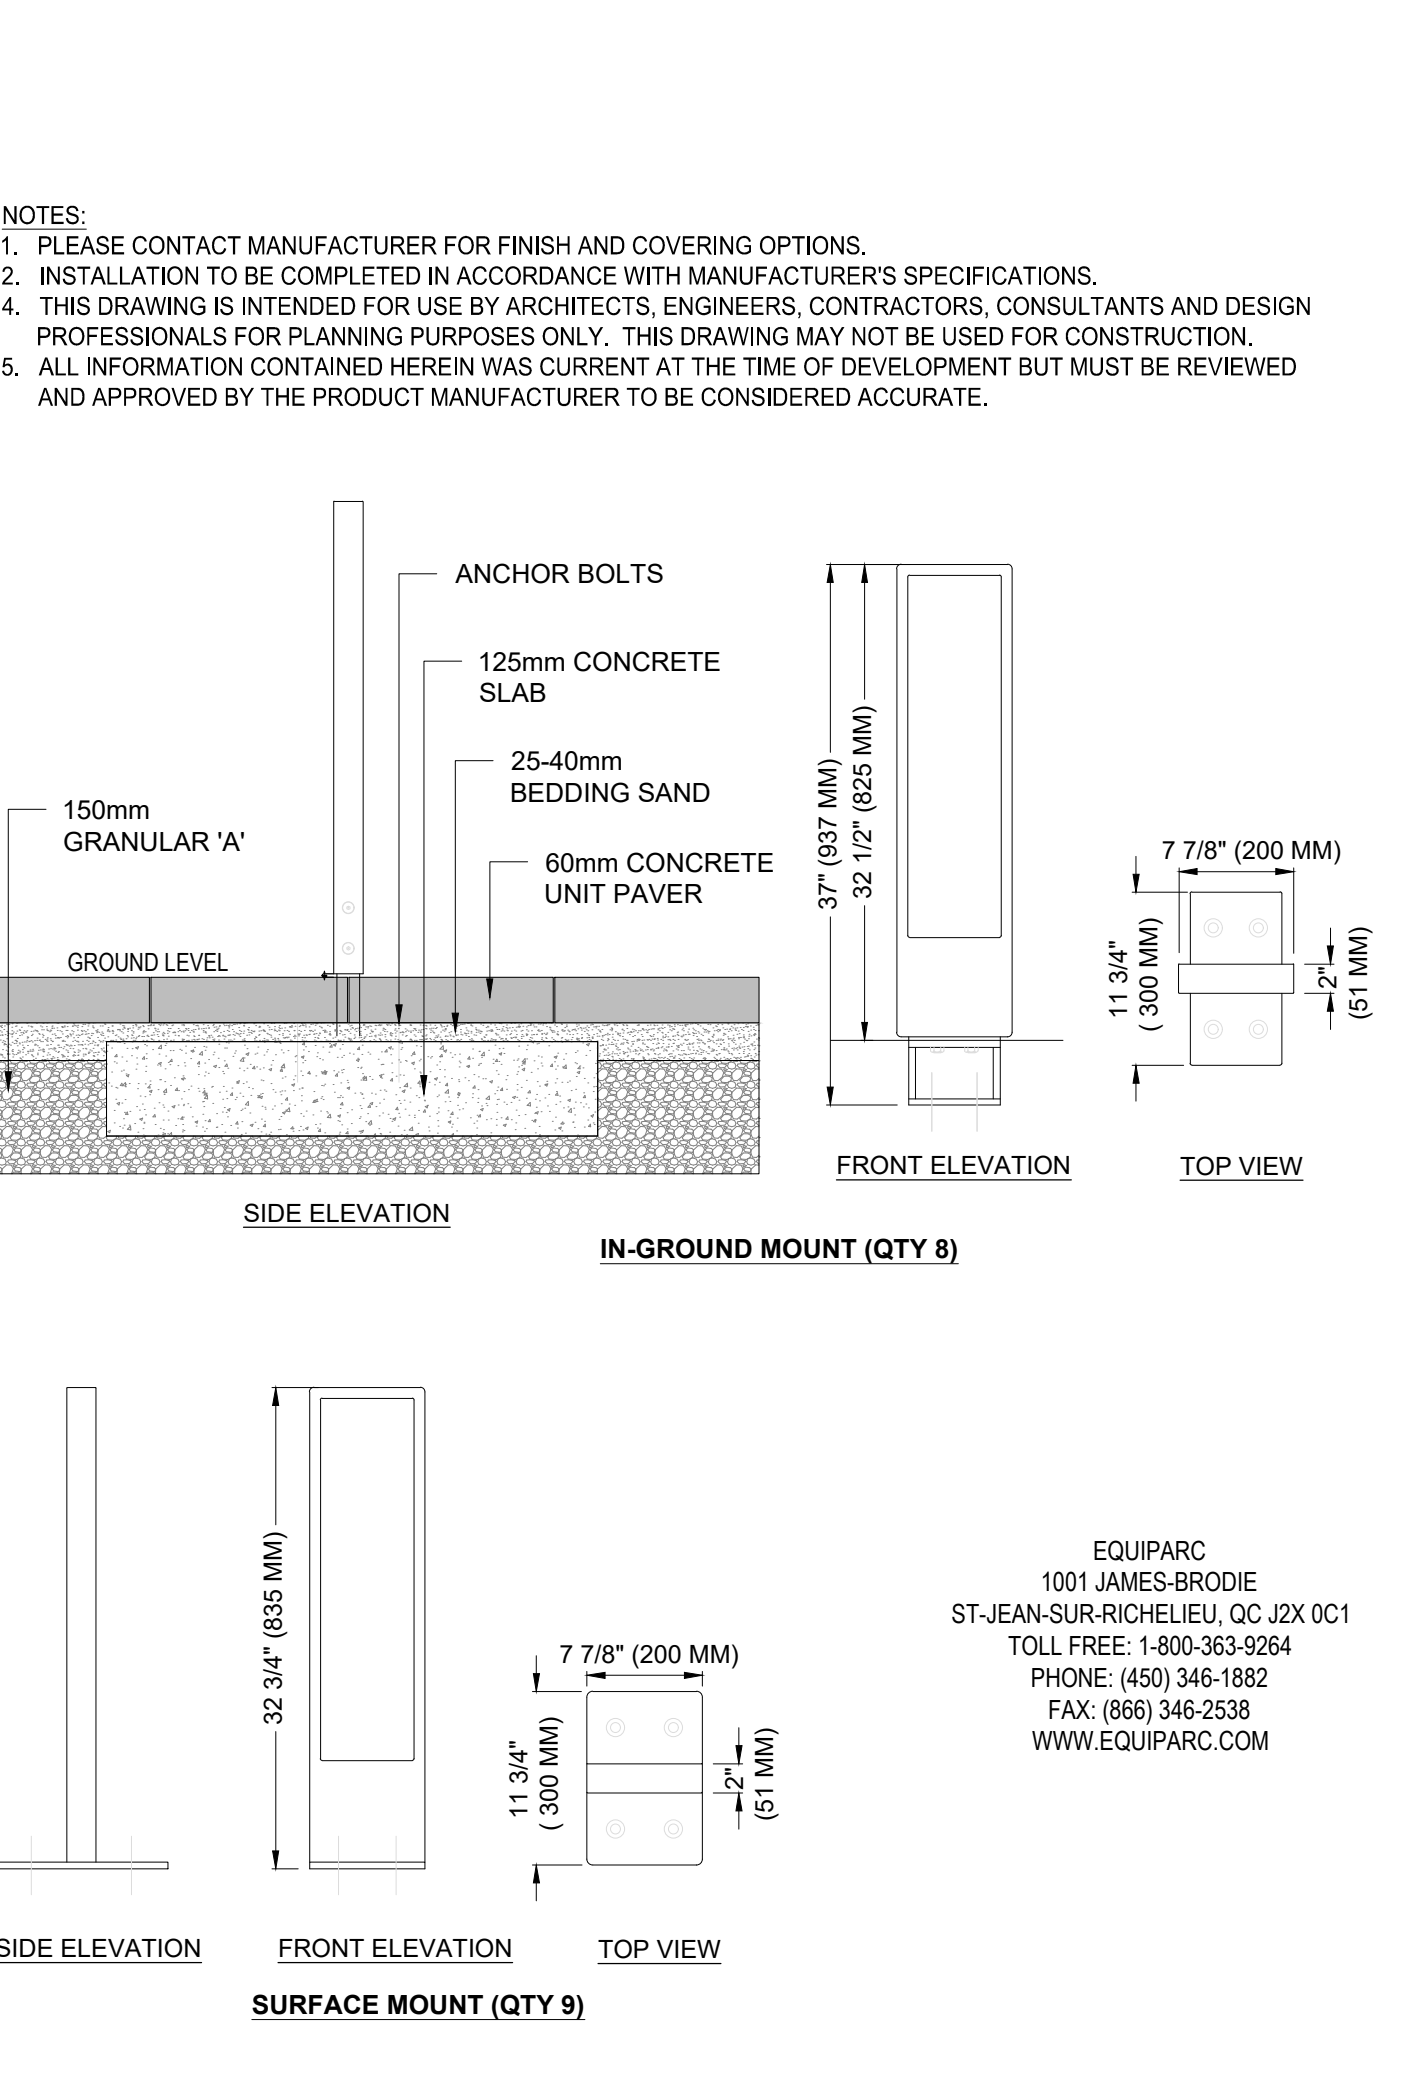 NOTES:
1. PLEASE CONTACT MANUFACTURER FOR FINISH AND COVERING OPTIONS.
2. INSTALLATION TO BE COMPLETED IN ACCORDANCE WITH MANUFACTURER'S SPECIFICATIONS.
4. THIS DRAWING IS INTENDED FOR USE BY ARCHITECTS, ENGINEERS, CONTRACTORS, CONSULTANTS AND DESIGN
PROFESSIONALS FOR PLANNING PURPOSES ONLY. THIS DRAWING MAY NOT BE USED FOR CONSTRUCTION.
5. ALL INFORMATION CONTAINED HEREIN WAS CURRENT AT THE TIME OF DEVELOPMENT BUT MUST BE REVIEWED
AND APPROVED BY THE PRODUCT MANUFACTURER TO BE CONSIDERED ACCURATE.
ANCHOR BOLTS
125mm CONCRETE
SLAB
25-40mm
BEDDING SAND
150mm
GRANULAR 'A'
60mm CONCRETE
UNIT PAVER
GROUND LEVEL
SIDE ELEVATION
37" (937 MM)
32 1/2" (825 MM)
FRONT ELEVATION
7 7/8" (200 MM)
11 3/4"
( 300 MM)
2"
(51 MM)
TOP VIEW
IN-GROUND MOUNT (QTY 8)
SIDE ELEVATION
32 3/4" (835 MM)
FRONT ELEVATION
7 7/8" (200 MM)
11 3/4"
( 300 MM)
2"
(51 MM)
TOP VIEW
SURFACE MOUNT (QTY 9)
EQUIPARC
1001 JAMES-BRODIE
ST-JEAN-SUR-RICHELIEU, QC J2X 0C1
TOLL FREE: 1-800-363-9264
PHONE: (450) 346-1882
FAX: (866) 346-2538
WWW.EQUIPARC.COM